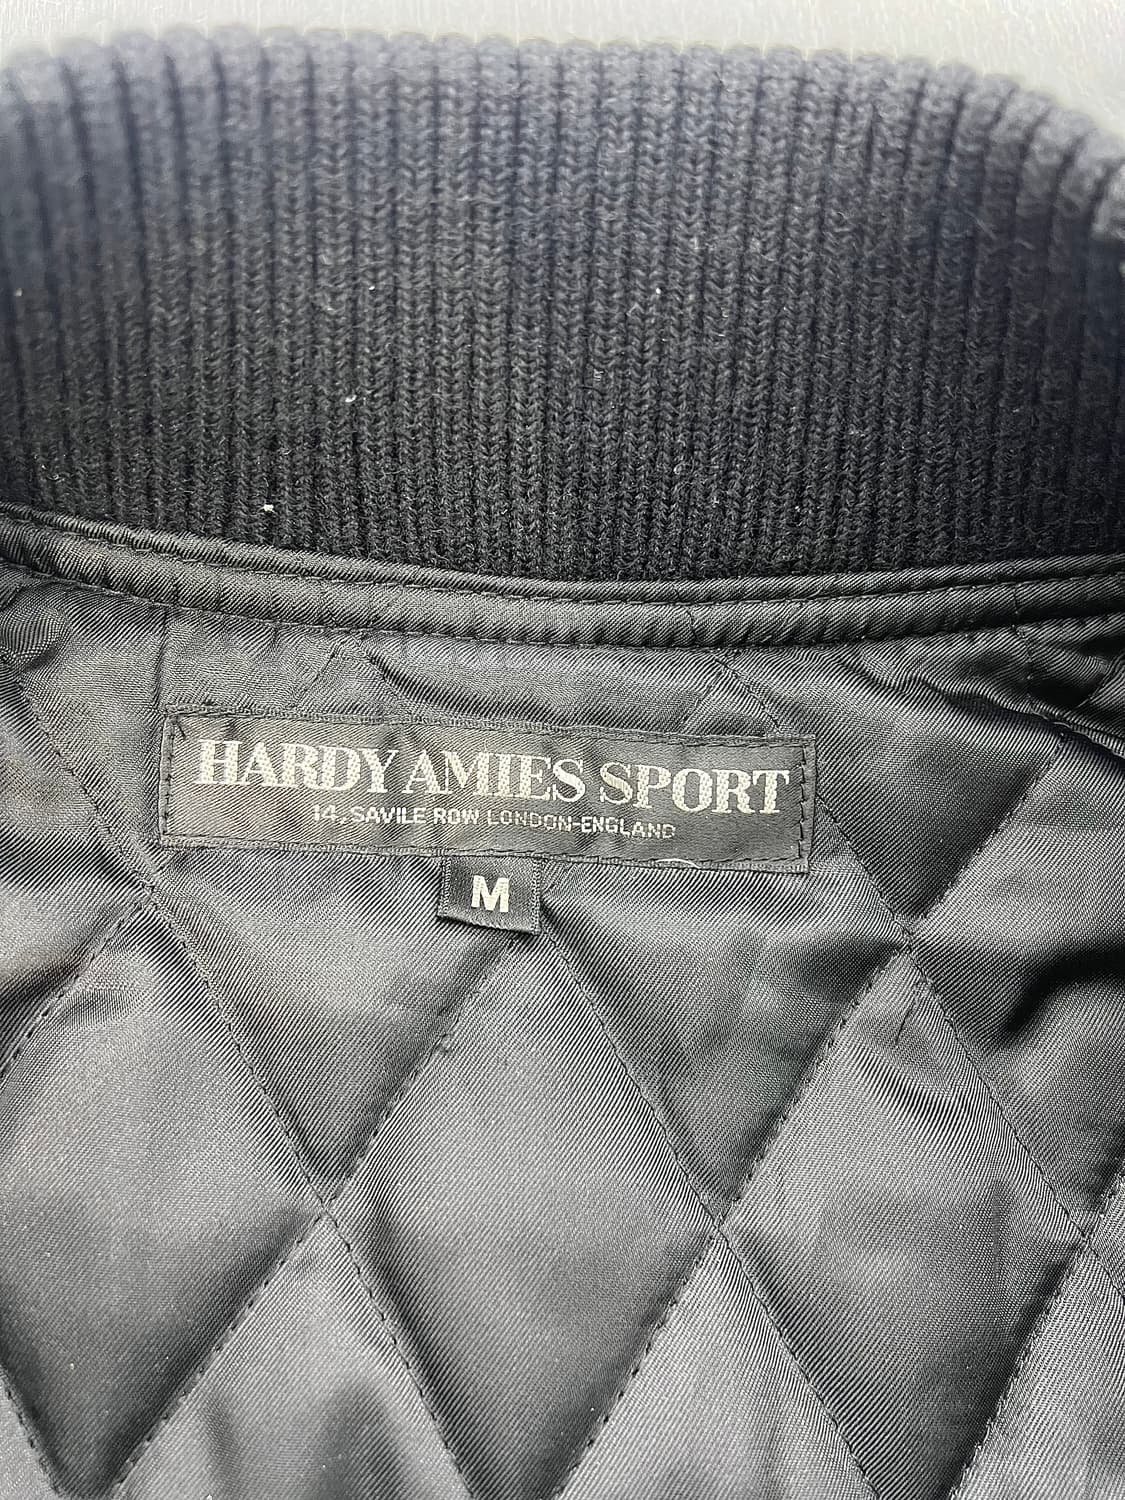 HARDY AMIES SPORT
14, SAVILE ROW LONDON-ENGLAND
M